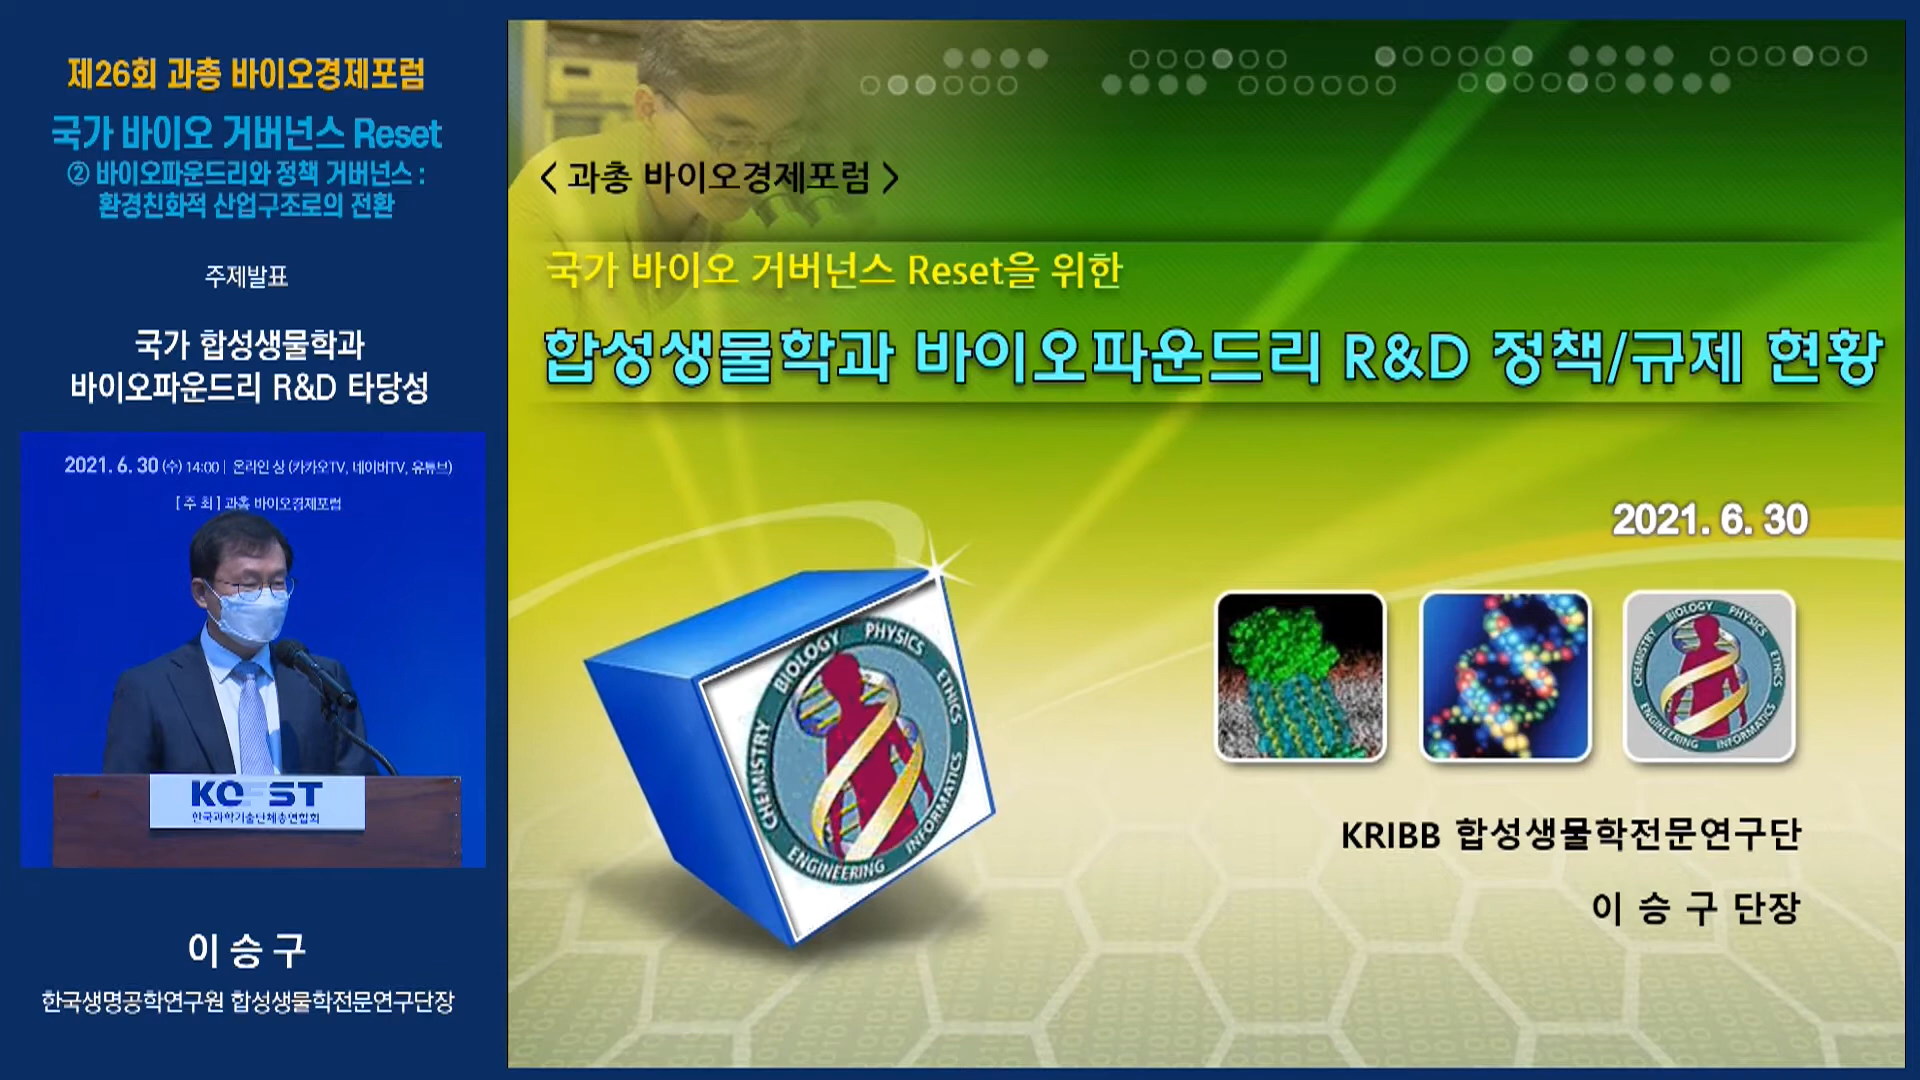 제26회 과총 바이오경제포럼
국가 바이오 거버넌스 Reset
② 바이오파운드리와 정책 거버넌스 :
환경친화적 산업구조로의 전환
주제발표
국가 합성생물학과
바이오파운드리 R&D 타당성
2021. 6. 30 (수) 14:00 | 온라인 상 (카카오TV, 네이버TV, 유튜브)
[ 주 최 ] 과총 바이오경제포럼
KOFST
한국과학기술단체총연합회
이 승 구
한국생명공학연구원 합성생물학전문연구단장
< 과총 바이오경제포럼 >
국가 바이오 거버넌스 Reset을 위한
합성생물학과 바이오파운드리 R&D 정책/규제 현황
2021. 6. 30
CHEMISTRY BIOLOGY PHYSICS ETHICS INFORMATICS ENGINEERING
CHEMISTRY BIOLOGY PHYSICS ETHICS INFORMATICS ENGINEERING
KRIBB 합성생물학전문연구단
이 승 구 단장